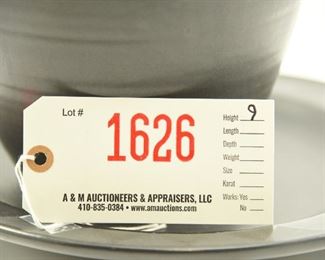 Lot #
1626
Height 9
Length
Depth
Weight
Size
Karat
Works: Yes
No
A & M AUCTIONEERS & APPRAISERS, LLC
410-835-0384 • www.amauctions.com